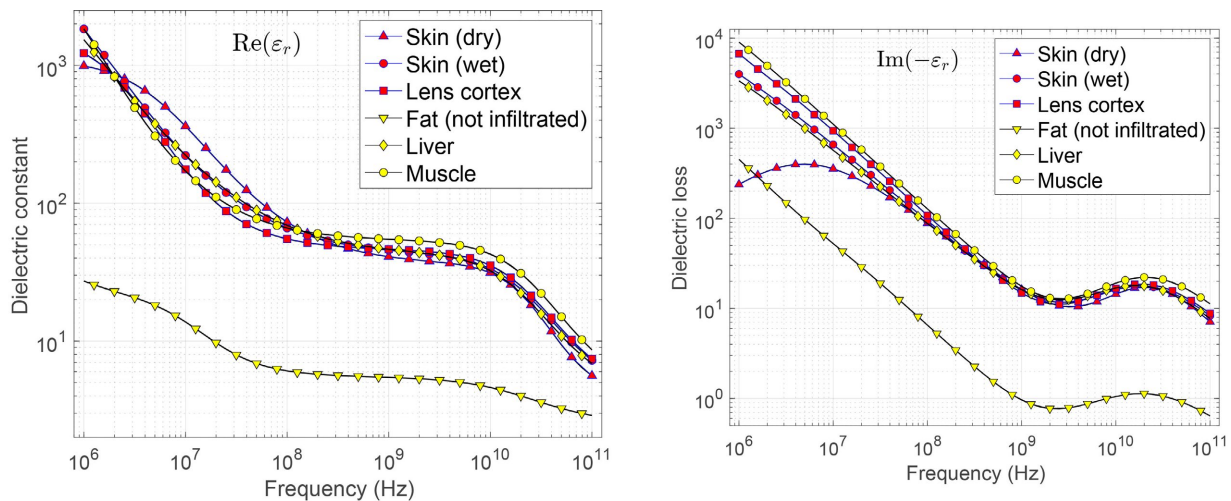 Re(εᵣ)
Skin (dry)
Skin (wet)
Lens cortex
Fat (not infiltrated)
Liver
Muscle
Dielectric constant
10³
10²
10¹
10⁶ 10⁷ 10⁸ 10⁹ 10¹⁰ 10¹¹
Frequency (Hz)
Im(−εᵣ)
Skin (dry)
Skin (wet)
Lens cortex
Fat (not infiltrated)
Liver
Muscle
Dielectric loss
10⁴
10³
10²
10¹
10⁰
10⁶ 10⁷ 10⁸ 10⁹ 10¹⁰ 10¹¹
Frequency (Hz)